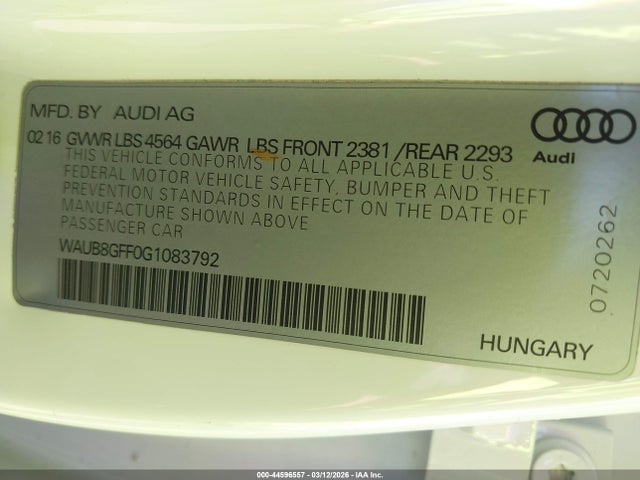 MFD. BY AUDI AG
02 16 GVWR LBS 4564 GAWR LBS FRONT 2381 /REAR 2293
THIS VEHICLE CONFORMS TO ALL APPLICABLE U.S.
FEDERAL MOTOR VEHICLE SAFETY, BUMPER AND THEFT
PREVENTION STANDARDS IN EFFECT ON THE DATE OF
MANUFACTURE SHOWN ABOVE
PASSENGER CAR
WAUB8GFF0G1083792
Audi
0720262
HUNGARY
000-44596557 - 03/12/2026 - IAA Inc.